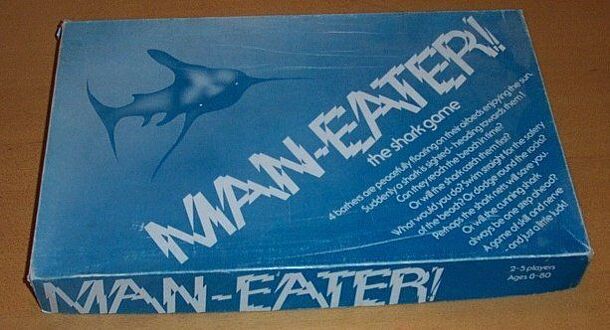 MAN-EATER!
the shark game
4 bathers are peacefully floating on their airbeds enjoying the sun.
Suddenly a shark is sighted - heading towards them!
Can they reach the beach in time?
Or will the shark catch them first?
What would you do? Swim straight for the safety
of the beach? Or dodge round the rocks?
Perhaps the shark nets will save you.
Or will the cunning shark
always be one step ahead?
A game of skill and nerve
- and just a little luck!
MAN-EATER!
2-5 players
Ages 8-80